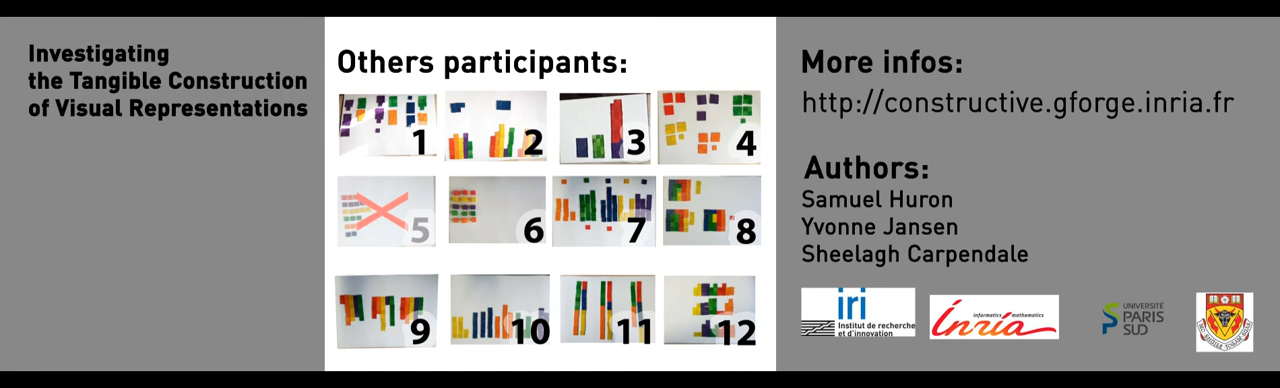 Investigating
the Tangible Construction
of Visual Representations
Others participants:
1
2
3
4
5
6
7
8
9
10
11
12
More infos:
http://constructive.gforge.inria.fr
Authors:
Samuel Huron
Yvonne Jansen
Sheelagh Carpendale
iri
Institut de recherche
et d'innovation
informatics mathematics
inria
UNIVERSITÉ
PARIS
SUD